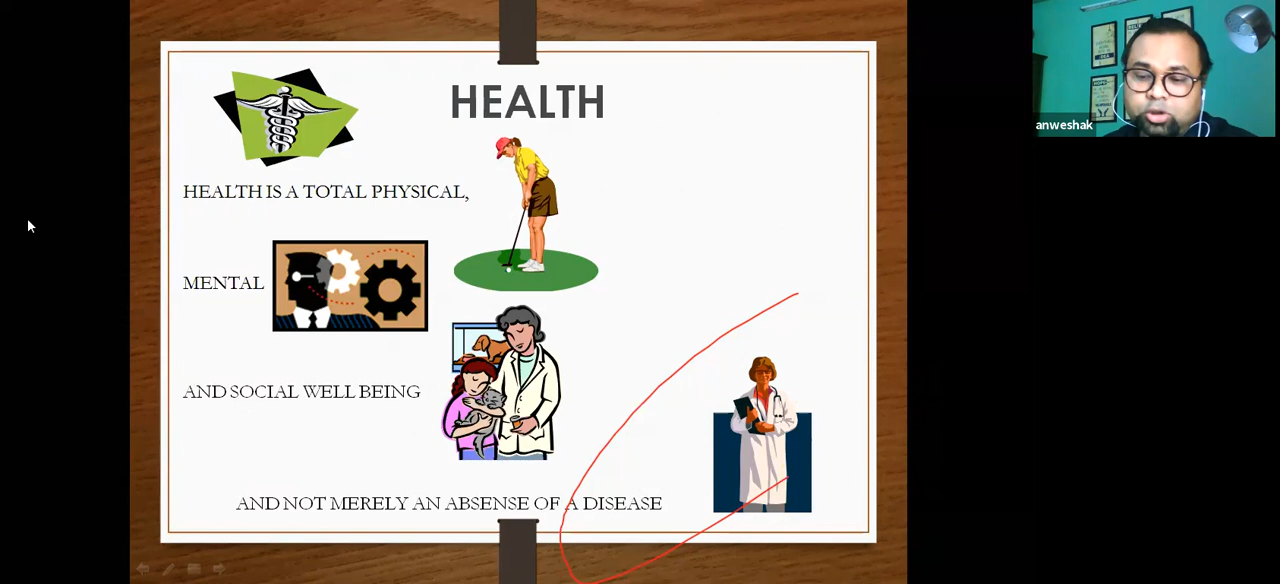 HEALTH
HEALTH IS A TOTAL PHYSICAL,
MENTAL
AND SOCIAL WELL BEING
AND NOT MERELY AN ABSENSE OF A DISEASE
anweshak